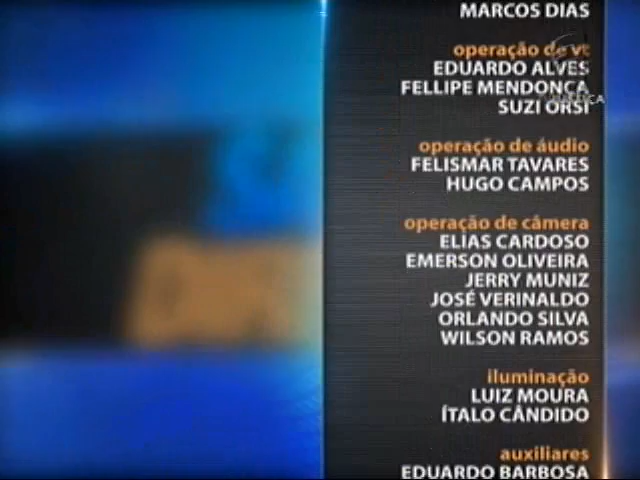 MARCOS DIAS
operação de vt
EDUARDO ALVES
FELLIPE MENDONÇA
SUZI ORSI
operação de áudio
FELISMAR TAVARES
HUGO CAMPOS
operação de câmera
ELIAS CARDOSO
EMERSON OLIVEIRA
JERRY MUNIZ
JOSÉ VERINALDO
ORLANDO SILVA
WILSON RAMOS
iluminação
LUIZ MOURA
ÍTALO CÂNDIDO
auxiliares
EDUARDO BARBOSA